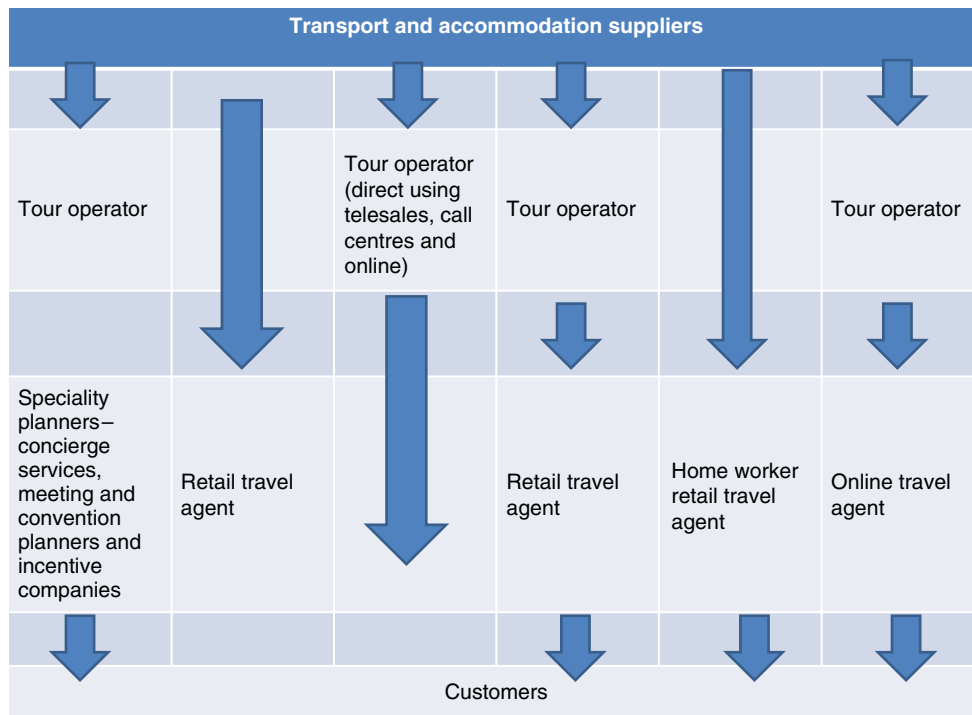 Transport and accommodation suppliers
Tour operator
Tour operator
(direct using
telesales, call
centres and
online)
Tour operator
Tour operator
Speciality
planners–
concierge
services,
meeting and
convention
planners and
incentive
companies
Retail travel
agent
Retail travel
agent
Home worker
retail travel
agent
Online travel
agent
Customers